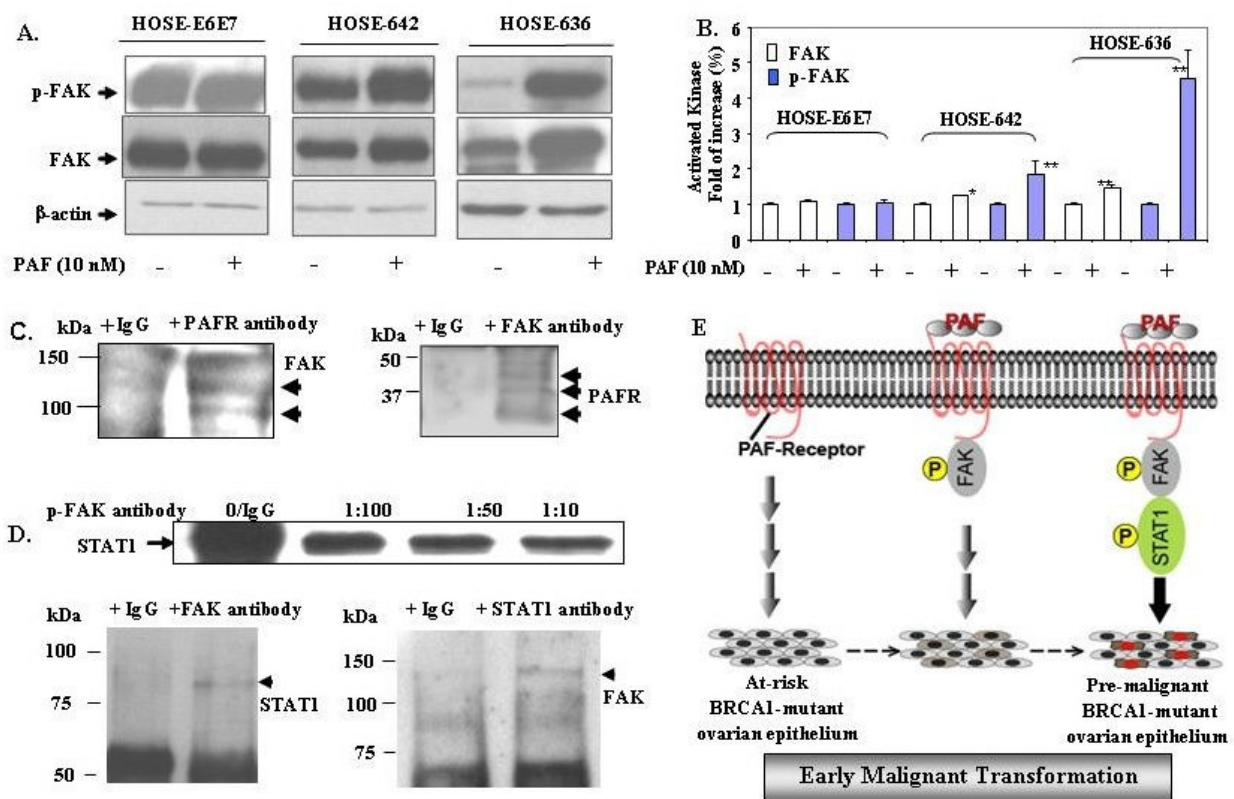 A.
HOSE-E6E7 HOSE-642 HOSE-636
p-FAK
FAK
β-actin
PAF (10 nM) - + - + - +
B.
Activated Kinase
Fold of increase (%)
6
5
4
3
2
1
0
FAK
p-FAK
HOSE-E6E7
HOSE-642
HOSE-636
*
**
**
**
PAF (10 nM) - + - + - + - + - + - +
C.
kDa + IgG + PAFR antibody
150
100
FAK
kDa + IgG + FAK antibody
50
37
PAFR
D.
p-FAK antibody 0/IgG 1:100 1:50 1:10
STAT1
kDa + IgG +FAK antibody
100
75
50
STAT1
kDa + IgG + STAT1 antibody
150
100
75
FAK
E
PAF
PAF
PAF-Receptor
P
FAK
P
FAK
P
STAT1
At-risk
BRCA1-mutant
ovarian epithelium
Pre-malignant
BRCA1-mutant
ovarian epithelium
Early Malignant Transformation